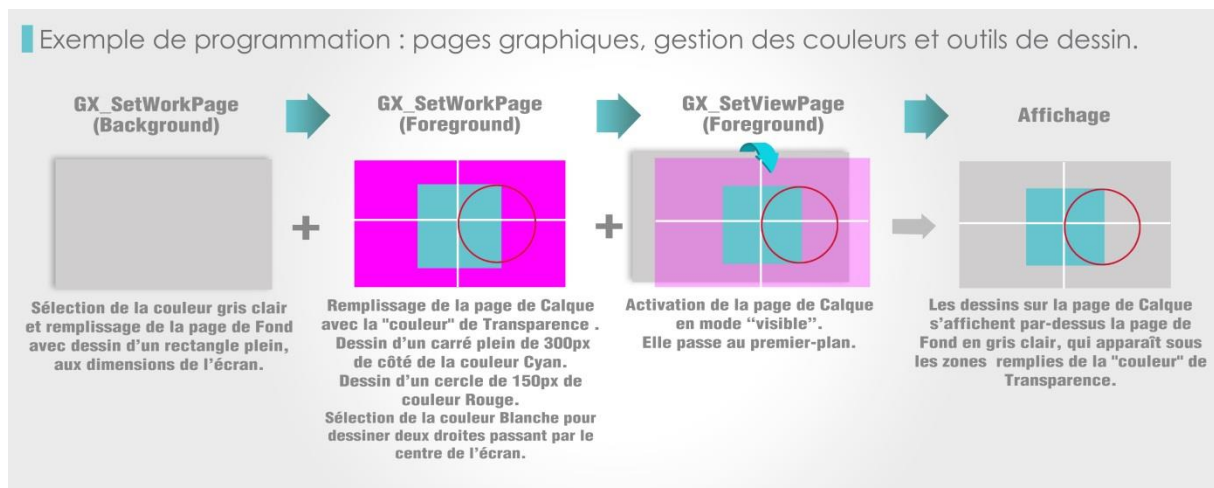 Exemple de programmation : pages graphiques, gestion des couleurs et outils de dessin.
GX_SetWorkPage
(Background)
Sélection de la couleur gris clair
et remplissage de la page de Fond
avec dessin d'un rectangle plein,
aux dimensions de l'écran.
GX_SetWorkPage
(Foreground)
Remplissage de la page de Calque
avec la "couleur" de Transparence .
Dessin d'un carré plein de 300px
de côté de la couleur Cyan.
Dessin d'un cercle de 150px de
couleur Rouge.
Sélection de la couleur Blanche pour
dessiner deux droites passant par le
centre de l'écran.
GX_SetViewPage
(Foreground)
Activation de la page de Calque
en mode “visible”.
Elle passe au premier-plan.
Affichage
Les dessins sur la page de Calque
s'affichent par-dessus la page de
Fond en gris clair, qui apparaît sous
les zones remplies de la "couleur" de
Transparence.